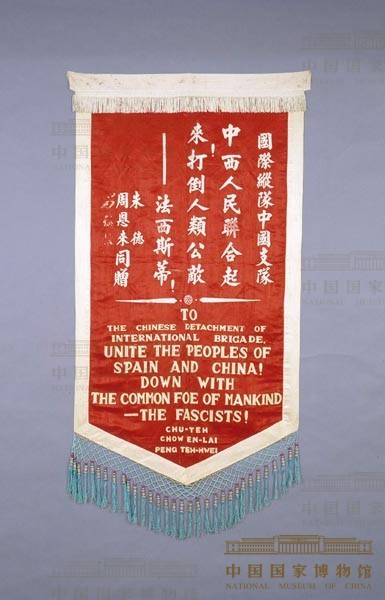 國際縱隊中國支隊
中西人民聯合起
來!打倒人類公敵
——法西斯蒂!
朱德
周恩來同贈
TO
THE CHINESE DETACHMENT OF
INTERNATIONAL BRIGADE,
UNITE THE PEOPLES OF
SPAIN AND CHINA!
DOWN WITH
THE COMMON FOE OF MANKIND
—THE FASCISTS!
CHU-TEH
CHOW EN-LAI
PENG TEH-HWEI
中国国家博物馆
NATIONAL MUSEUM OF CHINA